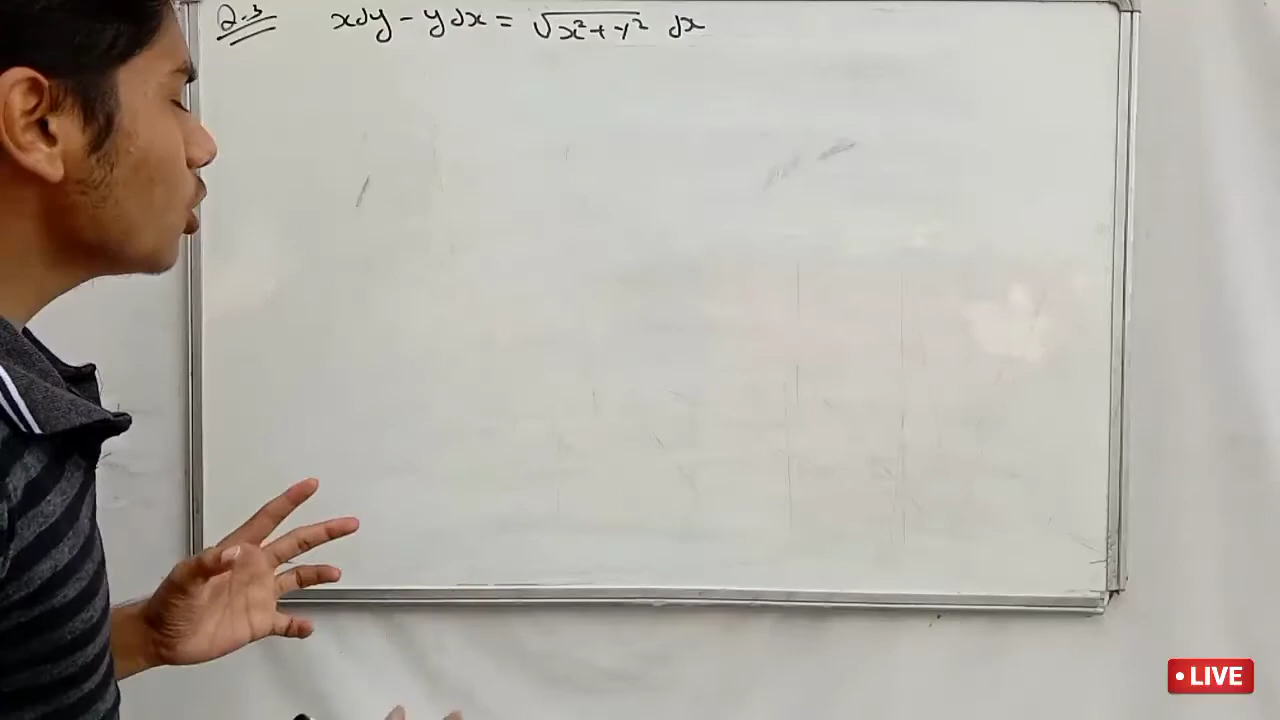 Q.3 xdy - ydx = √x²+y² dx
• LIVE